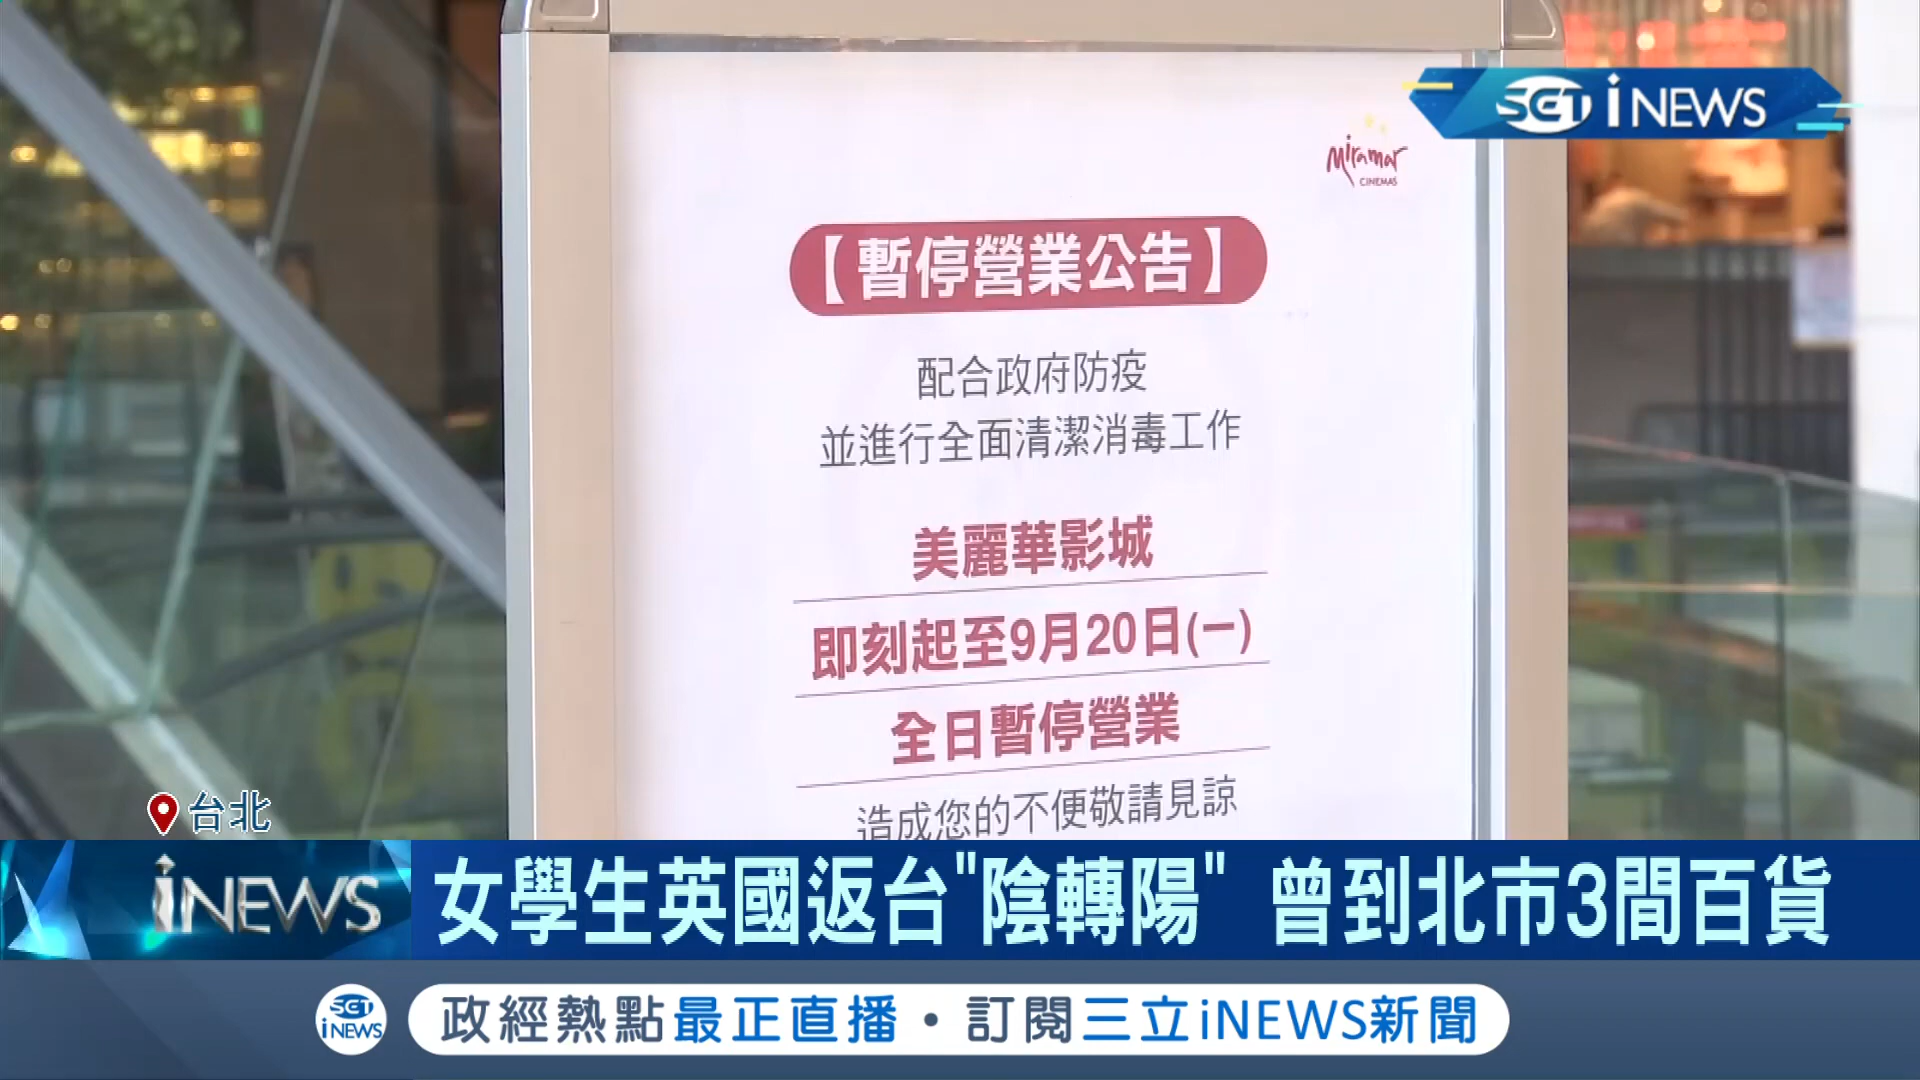 SET iNEWS
Miramar
CINEMAS
【暫停營業公告】
配合政府防疫
並進行全面清潔消毒工作
美麗華影城
即刻起至9月20日(一)
全日暫停營業
造成您的不便敬請見諒
台北
iNEWS
女學生英國返台"陰轉陽" 曾到北市3間百貨
SET
iNEWS
政經熱點最正直播・訂閱三立iNEWS新聞